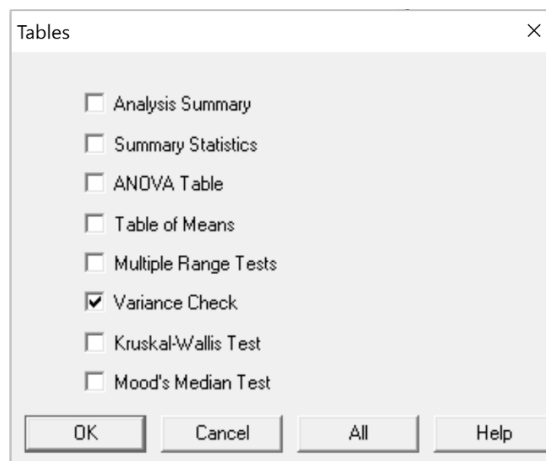 Tables
Analysis Summary
Summary Statistics
ANOVA Table
Table of Means
Multiple Range Tests
Variance Check
Kruskal-Wallis Test
Mood's Median Test
OK Cancel All Help